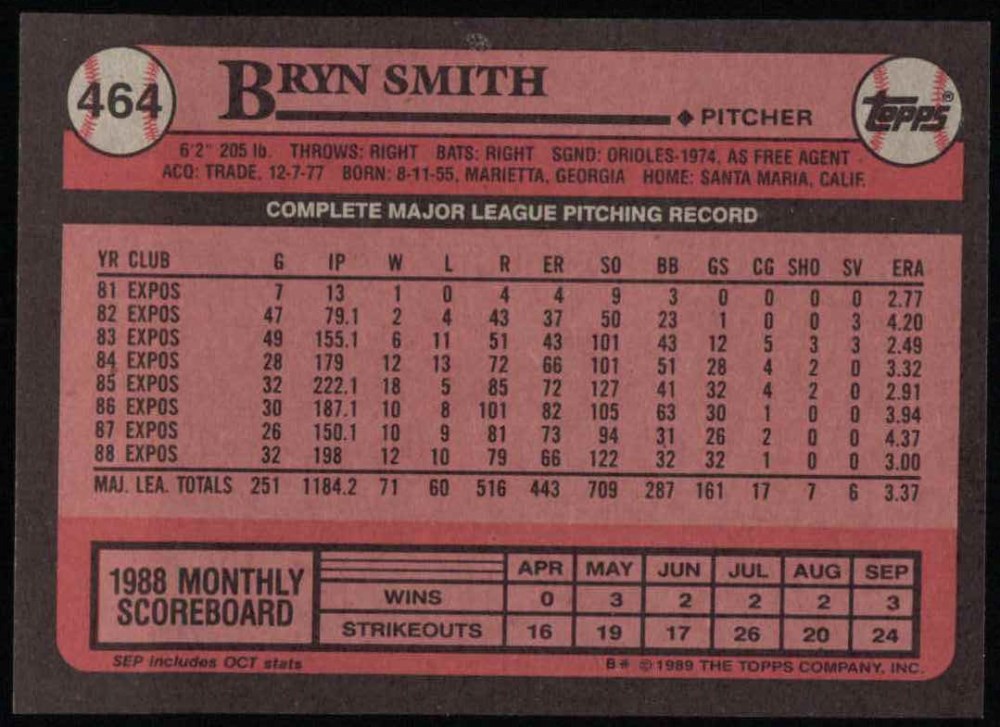 464
BRYN SMITH
◆ PITCHER
topps®
6'2" 205 lb. THROWS: RIGHT BATS: RIGHT SGND: ORIOLES-1974, AS FREE AGENT
ACQ: TRADE, 12-7-77 BORN: 8-11-55, MARIETTA, GEORGIA HOME: SANTA MARIA, CALIF.
COMPLETE MAJOR LEAGUE PITCHING RECORD
YR CLUB G IP W L R ER SO BB GS CG SHO SV ERA
81 EXPOS 7 13 1 0 4 4 9 3 0 0 0 0 2.77
82 EXPOS 47 79.1 2 4 43 37 50 23 1 0 0 3 4.20
83 EXPOS 49 155.1 6 11 51 43 101 43 12 5 3 3 2.49
84 EXPOS 28 179 12 13 72 66 101 51 28 4 2 0 3.32
85 EXPOS 32 222.1 18 5 85 72 127 41 32 4 2 0 2.91
86 EXPOS 30 187.1 10 8 101 82 105 63 30 1 0 0 3.94
87 EXPOS 26 150.1 10 9 81 73 94 31 26 2 0 0 4.37
88 EXPOS 32 198 12 10 79 66 122 32 32 1 0 0 3.00
MAJ. LEA. TOTALS 251 1184.2 71 60 516 443 709 287 161 17 7 6 3.37
1988 MONTHLY
SCOREBOARD
APR MAY JUN JUL AUG SEP
WINS 0 3 2 2 2 3
STRIKEOUTS 16 19 17 26 20 24
SEP includes OCT stats
B* ©1989 THE TOPPS COMPANY, INC.